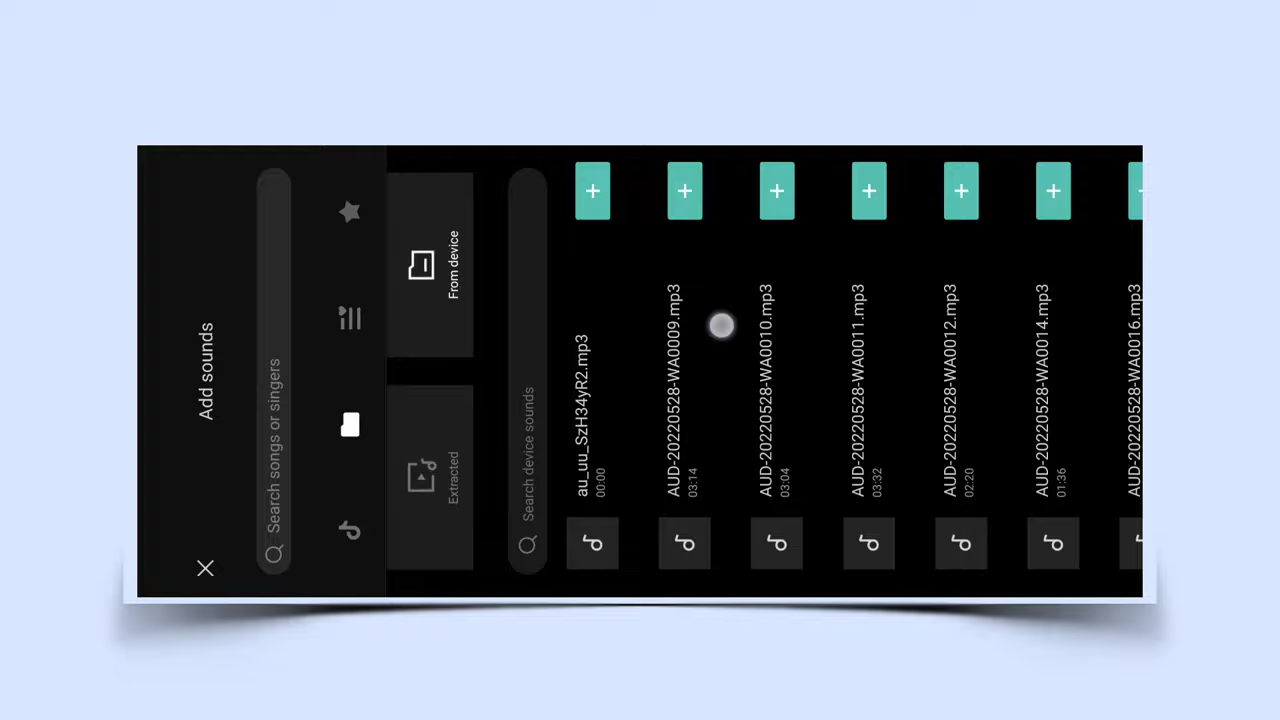 Add sounds
Search songs or singers
Extracted
From device
Search device sounds
au_uu_SzH34yR2.mp3
00:00
AUD-20220528-WA0009.mp3
03:14
AUD-20220528-WA0010.mp3
03:04
AUD-20220528-WA0011.mp3
03:32
AUD-20220528-WA0012.mp3
02:20
AUD-20220528-WA0014.mp3
01:36
AUD-20220528-WA0016.mp3